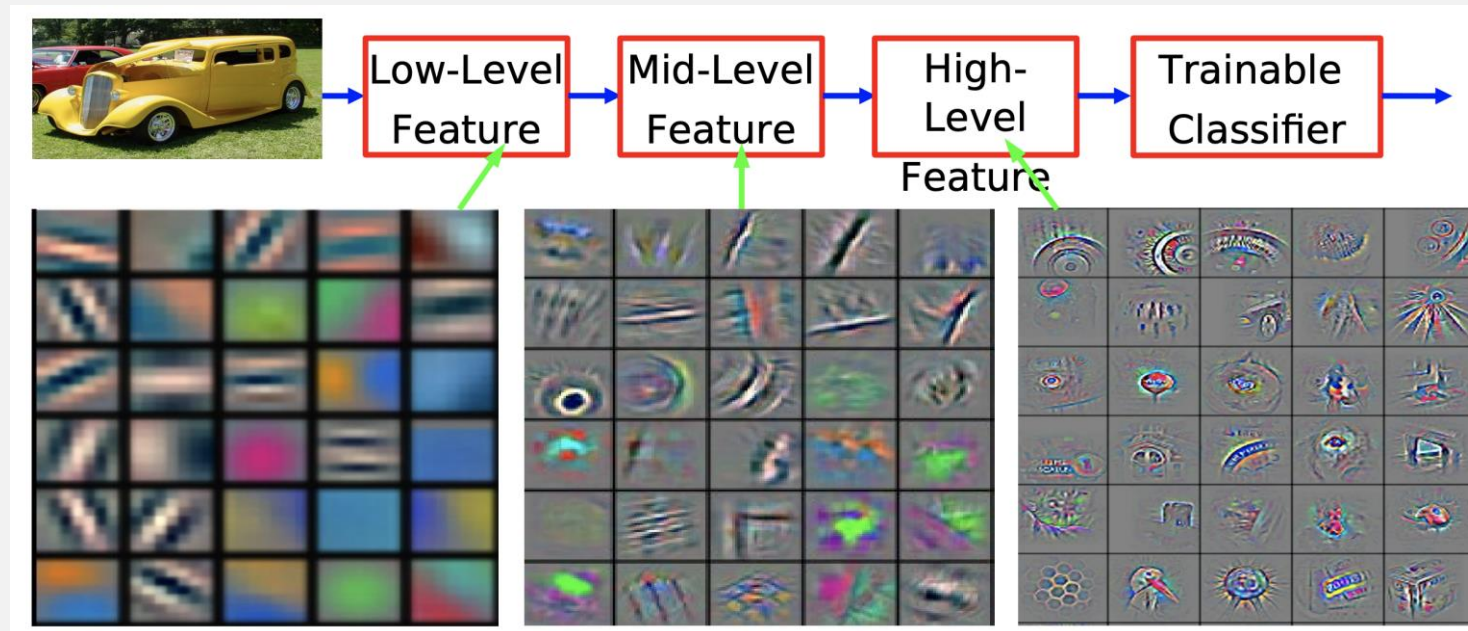 Low-Level
Feature
Mid-Level
Feature
High-
Level
Feature
Trainable
Classifier